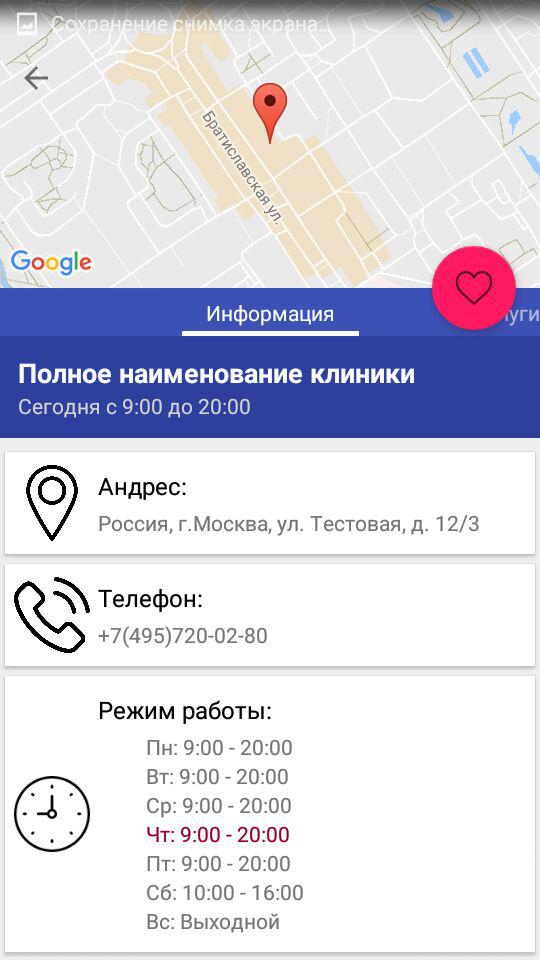 Сохранение снимка экрана...
Братиславская ул.
Google
Информация
уги
Полное наименование клиники
Сегодня с 9:00 до 20:00
Андрес:
Россия, г.Москва, ул. Тестовая, д. 12/3
Телефон:
+7(495)720-02-80
Режим работы:
Пн: 9:00 - 20:00
Вт: 9:00 - 20:00
Ср: 9:00 - 20:00
Чт: 9:00 - 20:00
Пт: 9:00 - 20:00
Сб: 10:00 - 16:00
Вс: Выходной